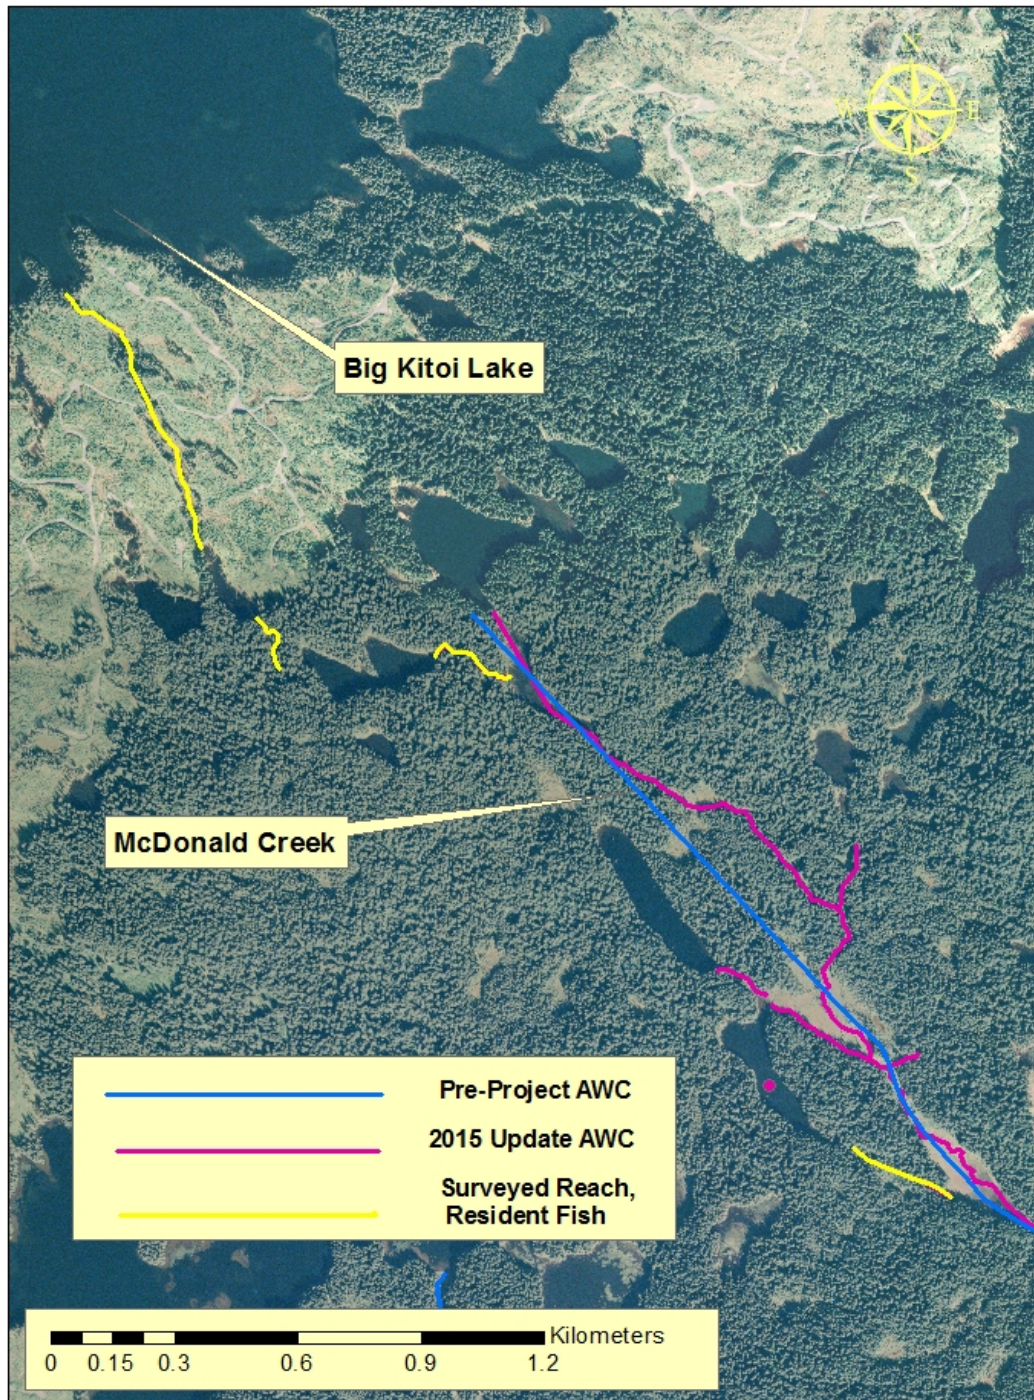 N
W E
S
Big Kitoi Lake
McDonald Creek
Pre-Project AWC
2015 Update AWC
Surveyed Reach,
Resident Fish
Kilometers
0 0.15 0.3 0.6 0.9 1.2